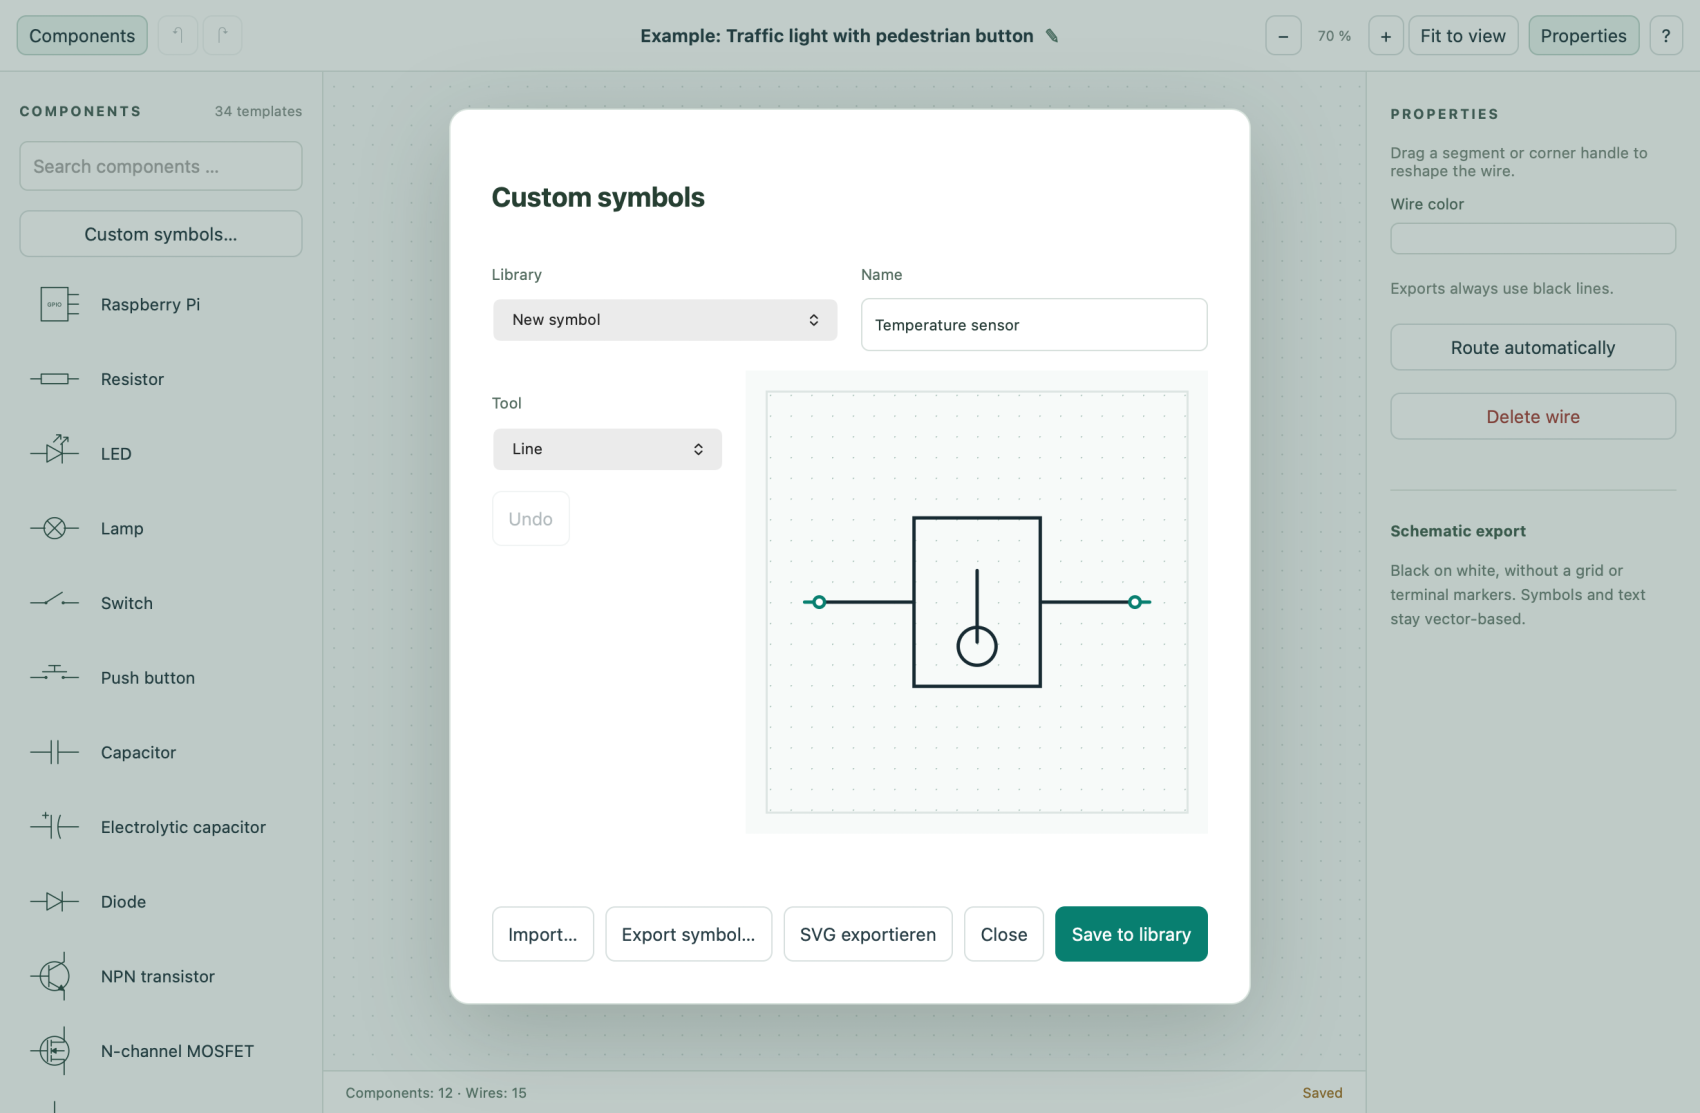 Components
Example: Traffic light with pedestrian button
− 70 % + Fit to view Properties ?
COMPONENTS 34 templates
Search components ...
Custom symbols...
GPIO Raspberry Pi
Resistor
LED
Lamp
Switch
Push button
Capacitor
+ Electrolytic capacitor
Diode
NPN transistor
N-channel MOSFET
Custom symbols
Library
New symbol
Name
Temperature sensor
Tool
Line
Undo
Import...
Export symbol...
SVG exportieren
Close
Save to library
Components: 12 · Wires: 15
Saved
PROPERTIES
Drag a segment or corner handle to
reshape the wire.
Wire color
Exports always use black lines.
Route automatically
Delete wire
Schematic export
Black on white, without a grid or
terminal markers. Symbols and text
stay vector-based.